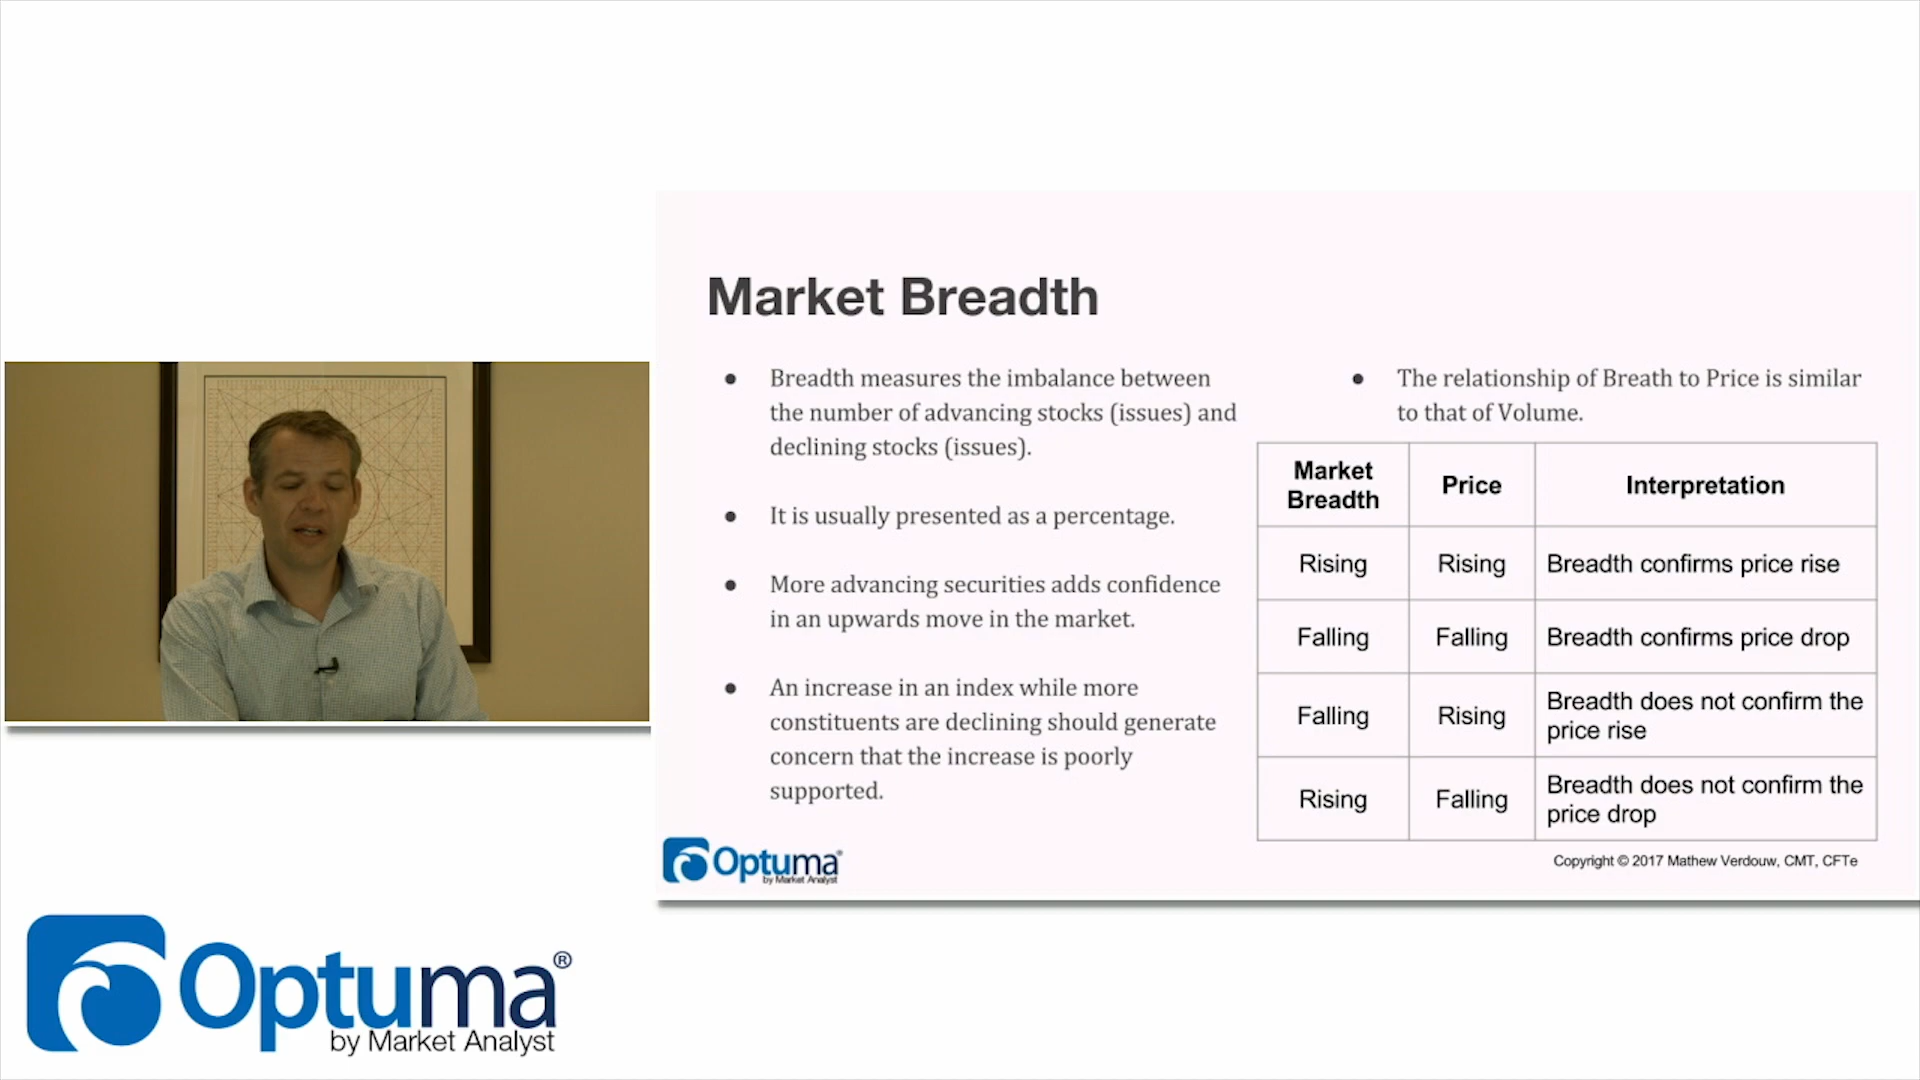 Market Breadth
● Breadth measures the imbalance between
the number of advancing stocks (issues) and
declining stocks (issues).
● It is usually presented as a percentage.
● More advancing securities adds confidence
in an upwards move in the market.
● An increase in an index while more
constituents are declining should generate
concern that the increase is poorly
supported.
● The relationship of Breath to Price is similar
to that of Volume.
Market
Breadth
Price
Interpretation
Rising Rising Breadth confirms price rise
Falling Falling Breadth confirms price drop
Falling Rising Breadth does not confirm the
price rise
Rising Falling Breadth does not confirm the
price drop
Optuma®
by Market Analyst
Copyright © 2017 Mathew Verdouw, CMT, CFTe
Optuma®
by Market Analyst